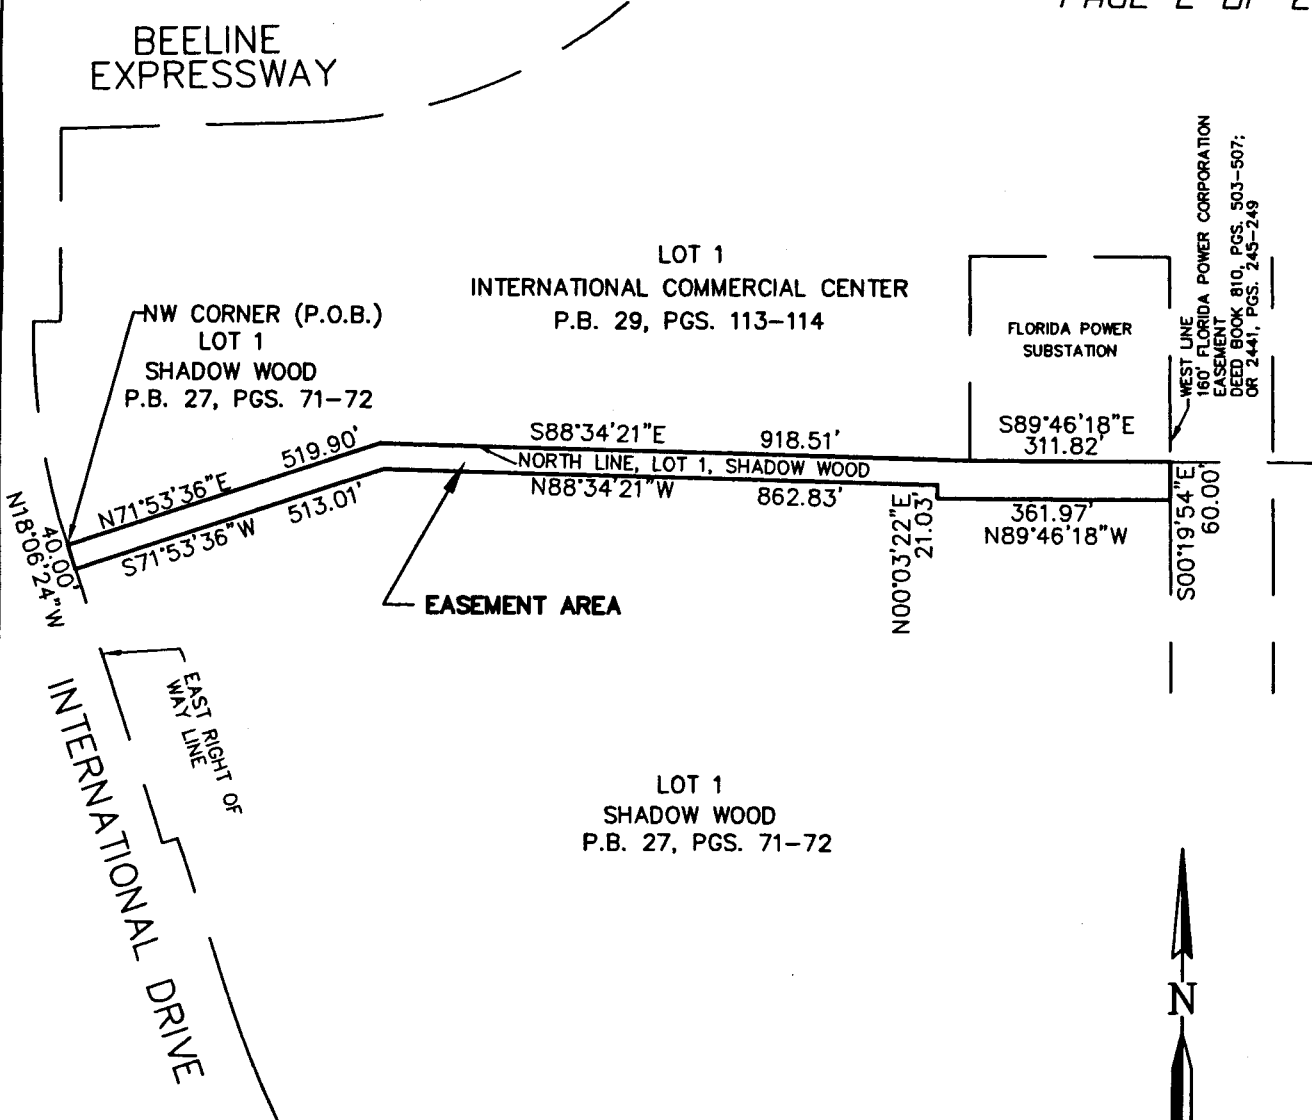 PAGE 2 OF 2
BEELINE
EXPRESSWAY
WEST LINE
160' FLORIDA POWER CORPORATION
EASEMENT
DEED BOOK 810, PGS. 503-507;
OR 2441, PGS. 245-249
LOT 1
INTERNATIONAL COMMERCIAL CENTER
P.B. 29, PGS. 113-114
NW CORNER (P.O.B.)
LOT 1
SHADOW WOOD
P.B. 27, PGS. 71-72
FLORIDA POWER
SUBSTATION
S89°46'18"E
311.82'
S88°34'21"E 918.51'
NORTH LINE, LOT 1, SHADOW WOOD
N88°34'21"W 862.83'
N71°53'36"E 519.90'
S71°53'36"W 513.01'
40.00'
N18°06'24"W
N00°03'22"E
21.03'
361.97'
N89°46'18"W
S00°19'54"E
60.00'
EASEMENT AREA
EAST RIGHT OF
WAY LINE
INTERNATIONAL DRIVE
LOT 1
SHADOW WOOD
P.B. 27, PGS. 71-72
N